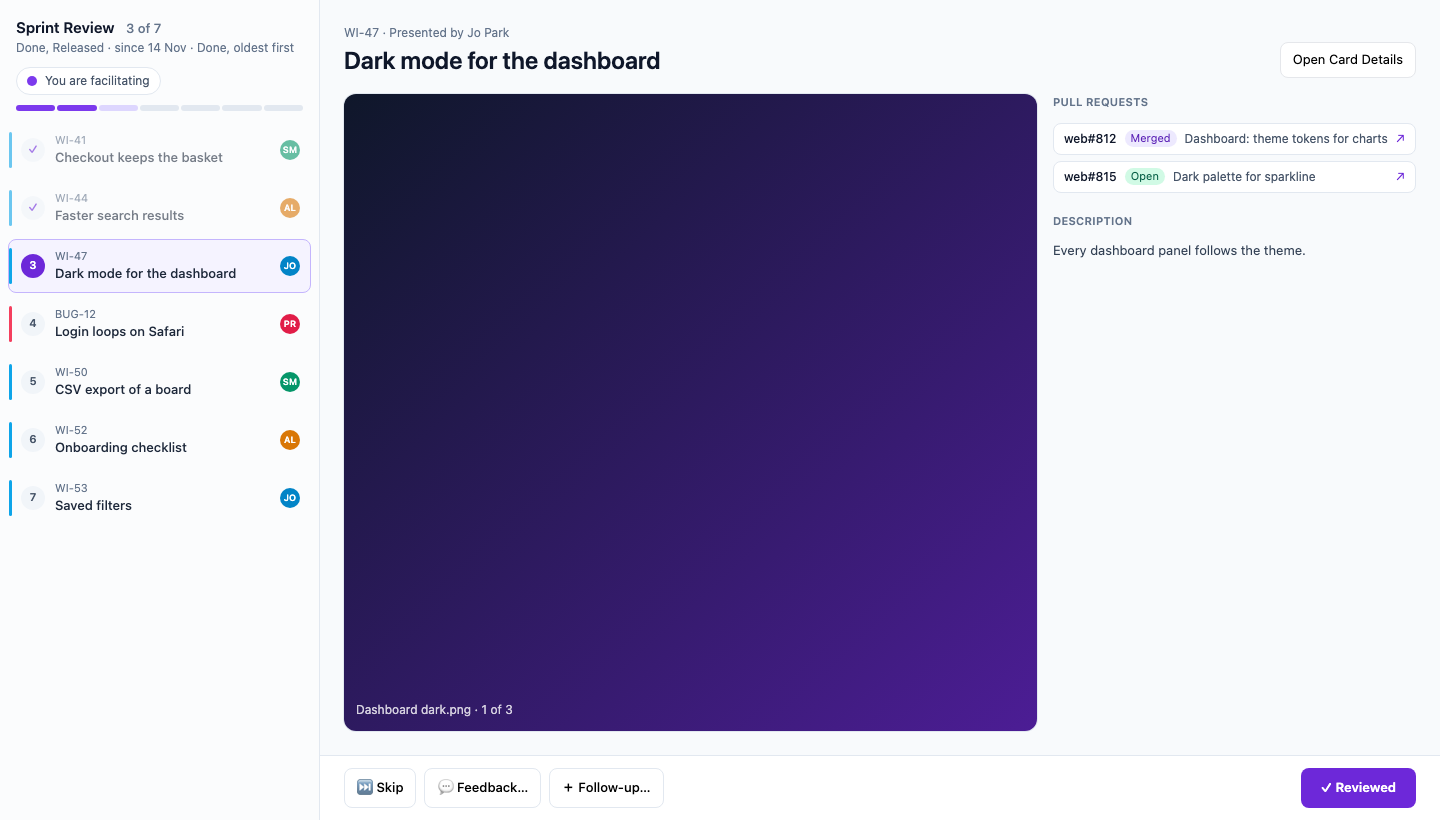 Sprint Review 3 of 7
Done, Released · since 14 Nov · Done, oldest first
You are facilitating
WI-41
Checkout keeps the basket
SM
WI-44
Faster search results
AL
3
WI-47
Dark mode for the dashboard
JO
4
BUG-12
Login loops on Safari
PR
5
WI-50
CSV export of a board
SM
6
WI-52
Onboarding checklist
AL
7
WI-53
Saved filters
JO
WI-47 · Presented by Jo Park
Dark mode for the dashboard
Open Card Details
Dashboard dark.png · 1 of 3
PULL REQUESTS
web#812 Merged Dashboard: theme tokens for charts
web#815 Open Dark palette for sparkline
DESCRIPTION
Every dashboard panel follows the theme.
Skip
Feedback...
+ Follow-up...
✓ Reviewed